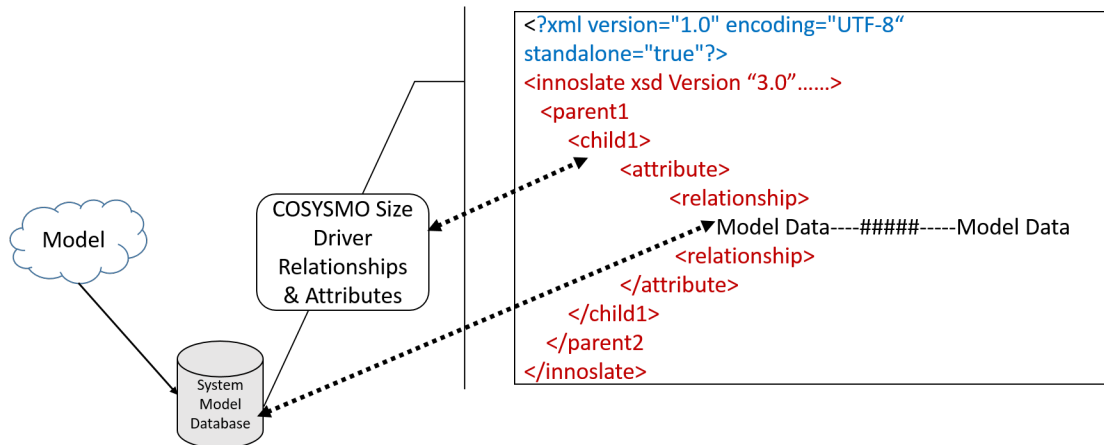 Model
System
Model
Database
COSYSMO Size
Driver
Relationships
& Attributes
<?xml version="1.0" encoding="UTF-8“
standalone="true"?>
<innoslate xsd Version “3.0”......>
<parent1
<child1>
<attribute>
<relationship>
Model Data----#####-----Model Data
<relationship>
</attribute>
</child1>
</parent2
</innoslate>